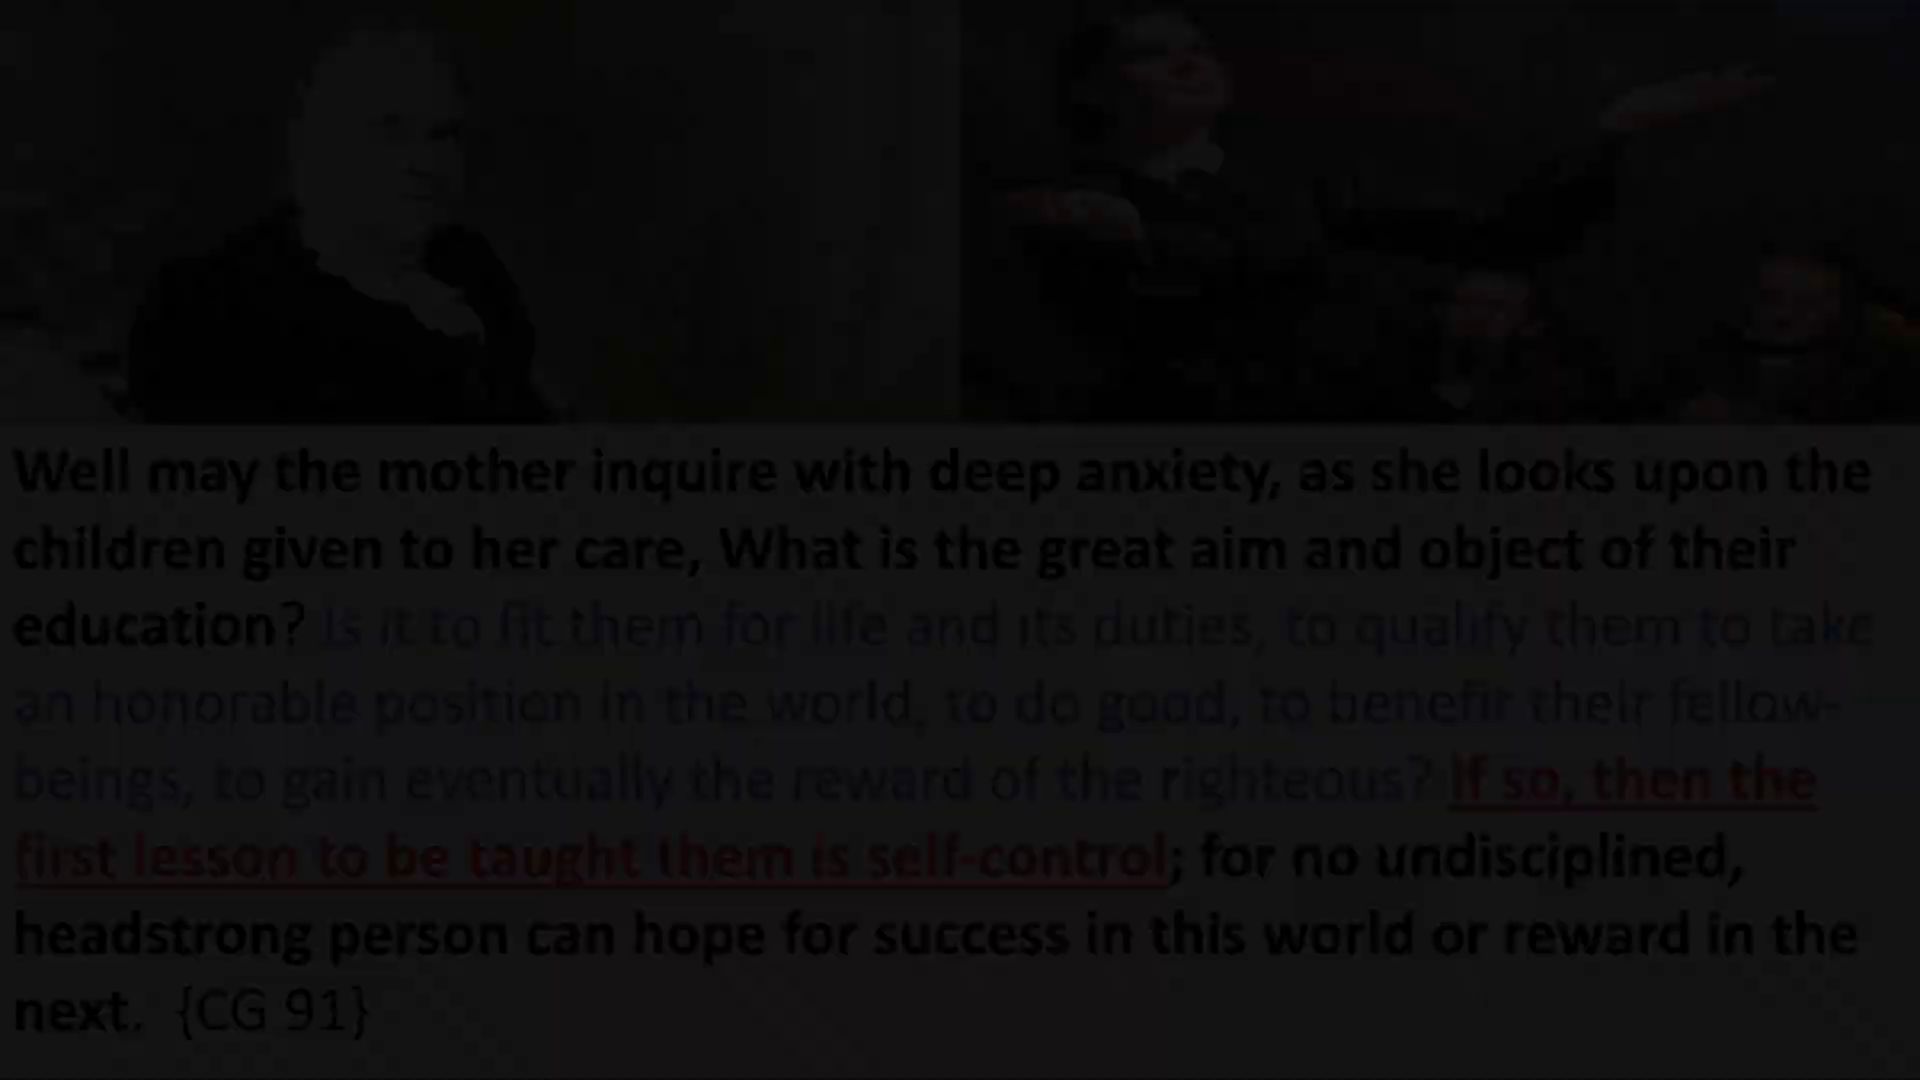 Well may the mother inquire with deep anxiety, as she looks upon the
children given to her care, What is the great aim and object of their
education? Is it to fit them for life and its duties, to qualify them to take
an honorable position in the world, to do good, to benefit their fellow-
beings, to gain eventually the reward of the righteous? If so, then the
first lesson to be taught them is self-control; for no undisciplined,
headstrong person can hope for success in this world or reward in the
next.  {CG 91}